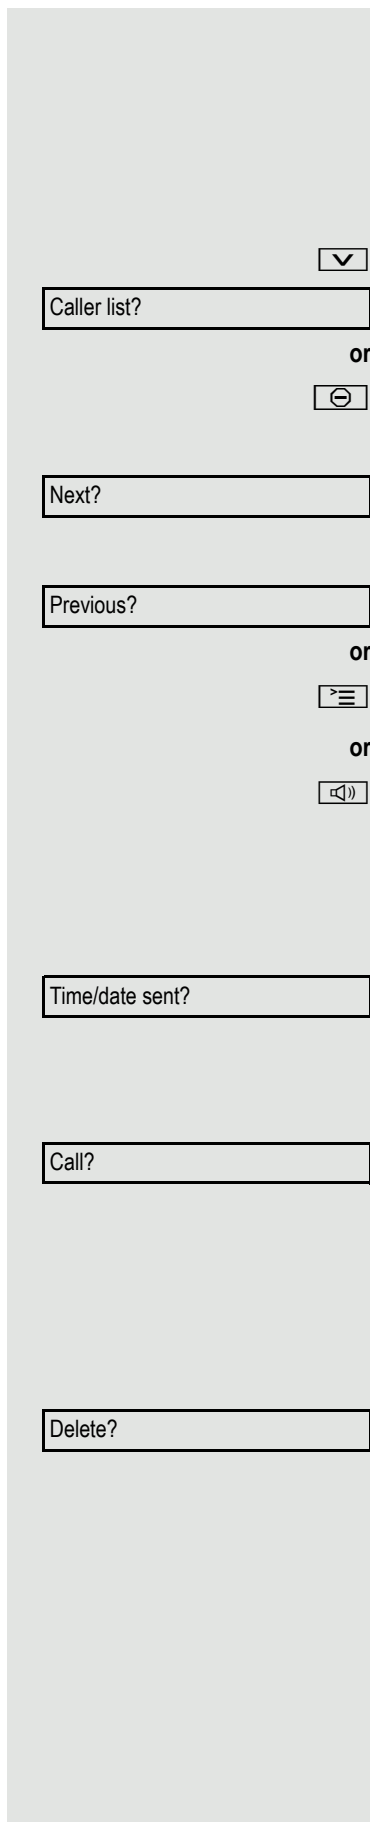 Caller list?
or
Next?
Previous?
or
or
Time/date sent?
Call?
Delete?